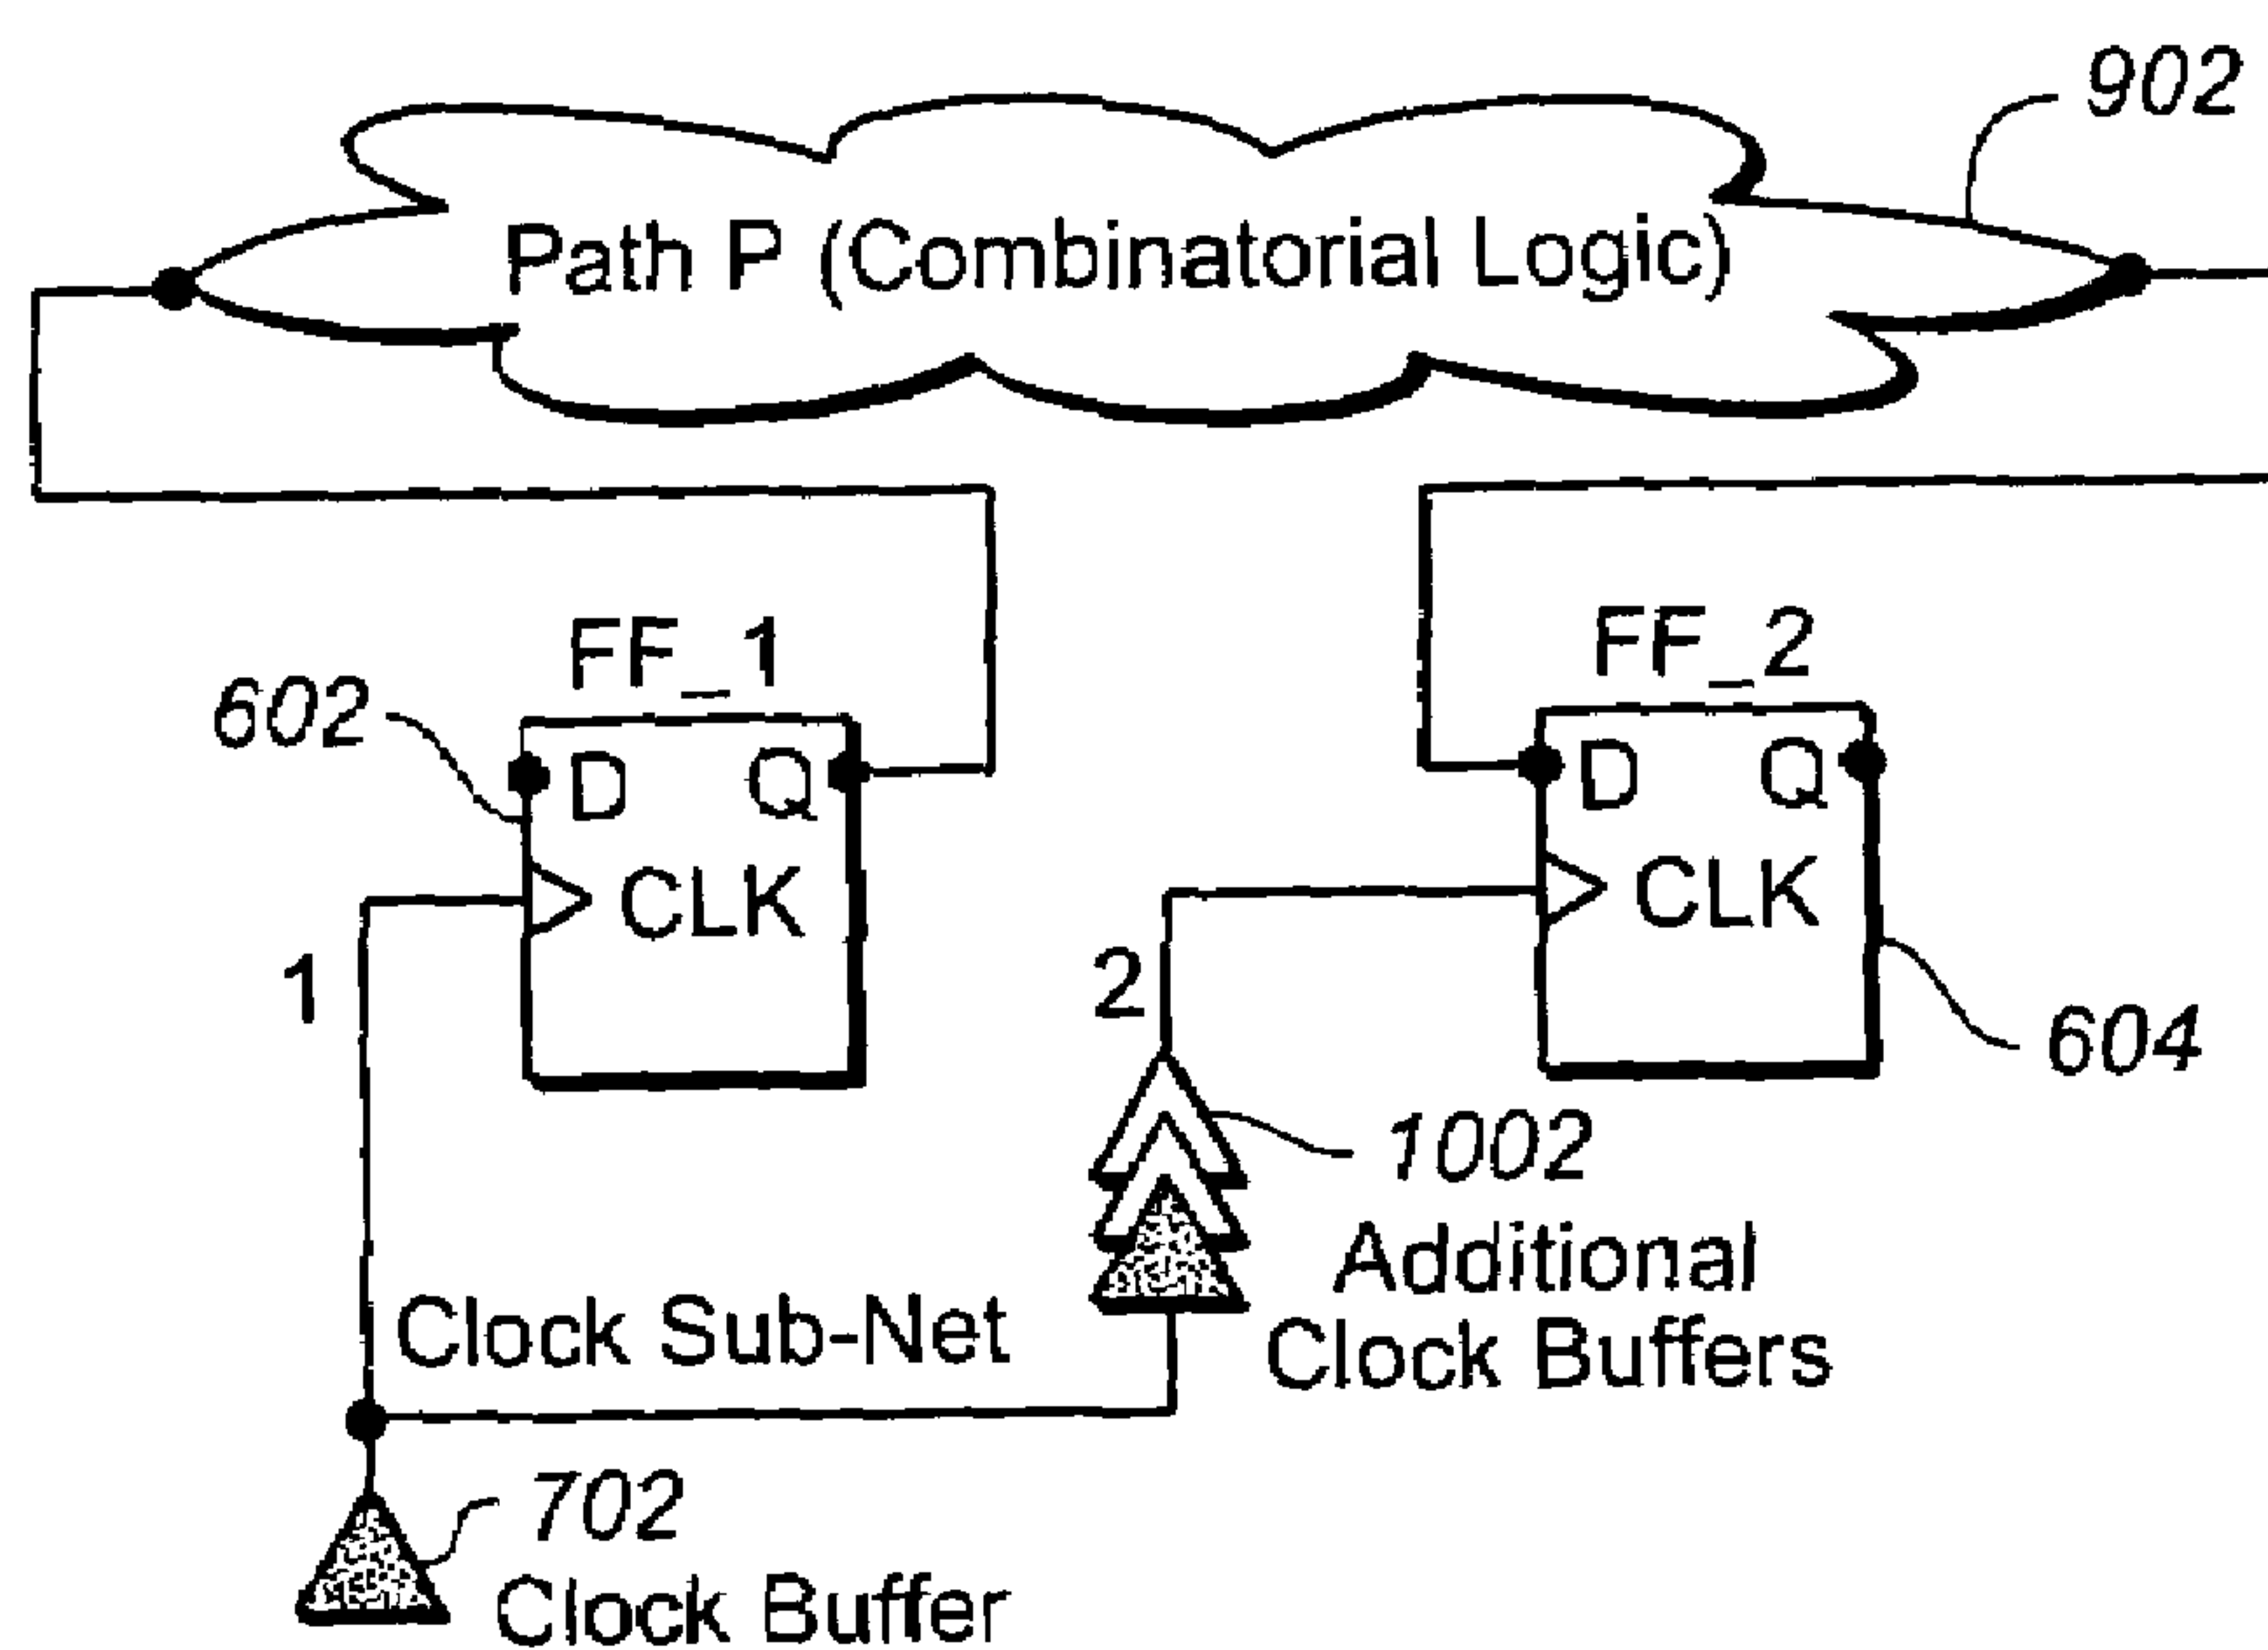 902
Path P (Combinatorial Logic)
FF_1
FF_2
602
D Q
D Q
CLK
CLK
1
2
604
1002
Additional
Clock Buffers
Clock Sub-Net
702
Clock Buffer